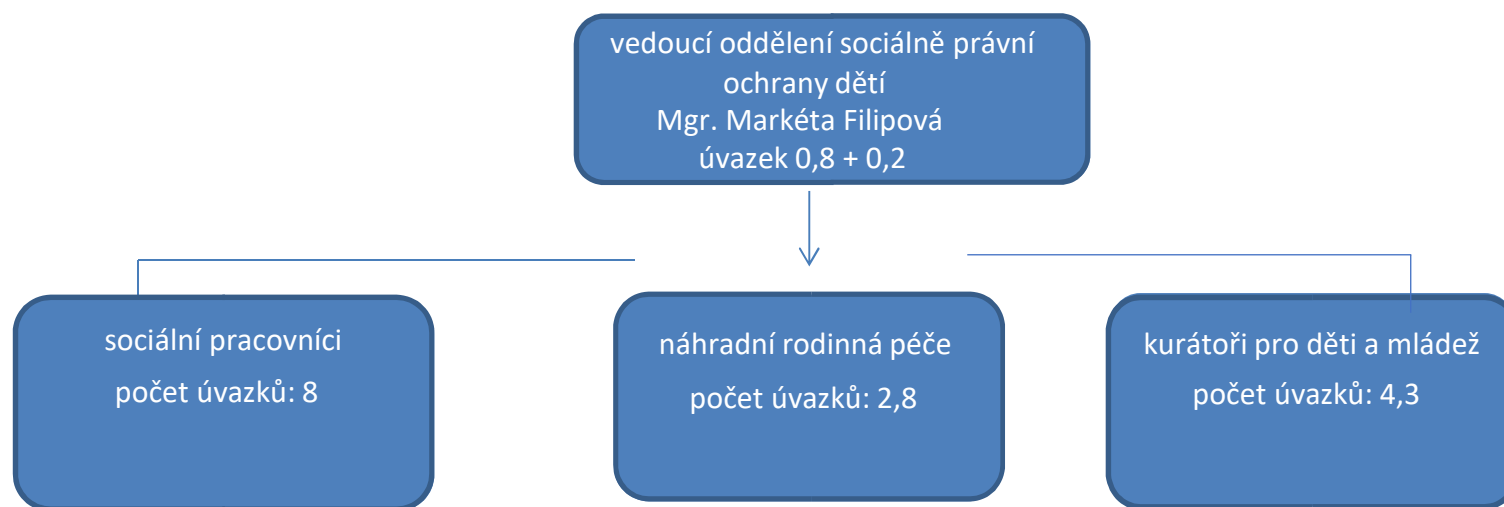 vedoucí oddělení sociálně právní
ochrany dětí
Mgr. Markéta Filipová
úvazek 0,8 + 0,2
sociální pracovníci
počet úvazků: 8
náhradní rodinná péče
počet úvazků: 2,8
kurátoři pro děti a mládež
počet úvazků: 4,3